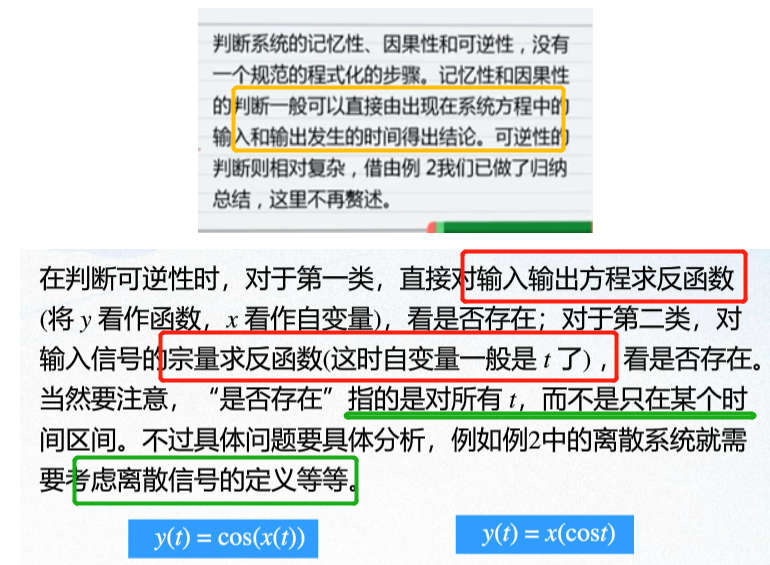 判断系统的记忆性、因果性和可逆性，没有
一个规范的程式化的步骤。记忆性和因果性
的判断一般可以直接由出现在系统方程中的
输入和输出发生的时间得出结论。可逆性的
判断则相对复杂，借由例 2我们已做了归纳
总结，这里不再赘述。
在判断可逆性时，对于第一类，直接对输入输出方程求反函数
(将 y 看作函数，x 看作自变量)，看是否存在；对于第二类，对
输入信号的宗量求反函数(这时自变量一般是 t 了)，看是否存在。
当然要注意，“是否存在”指的是对所有 t，而不是只在某个时
间区间。不过具体问题要具体分析，例如例2中的离散系统就需
要考虑离散信号的定义等等。
y(t) = cos(x(t))
y(t) = x(cost)